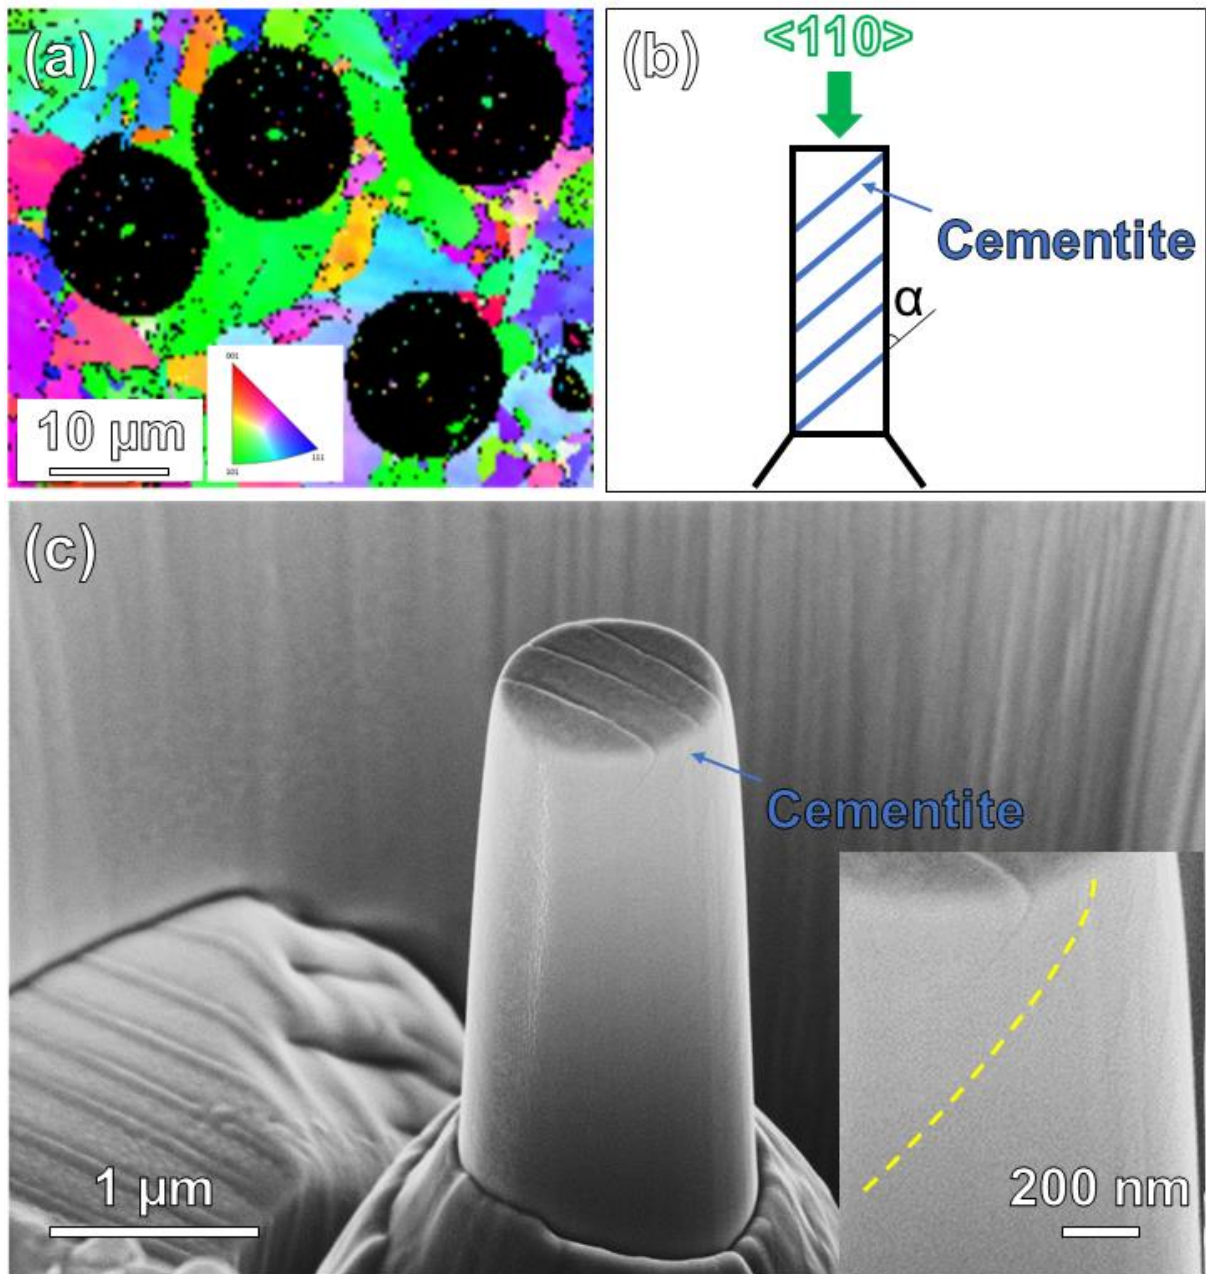 (a)
001
101
111
10 µm
(b)
<110>
Cementite
α
(c)
Cementite
1 µm
200 nm